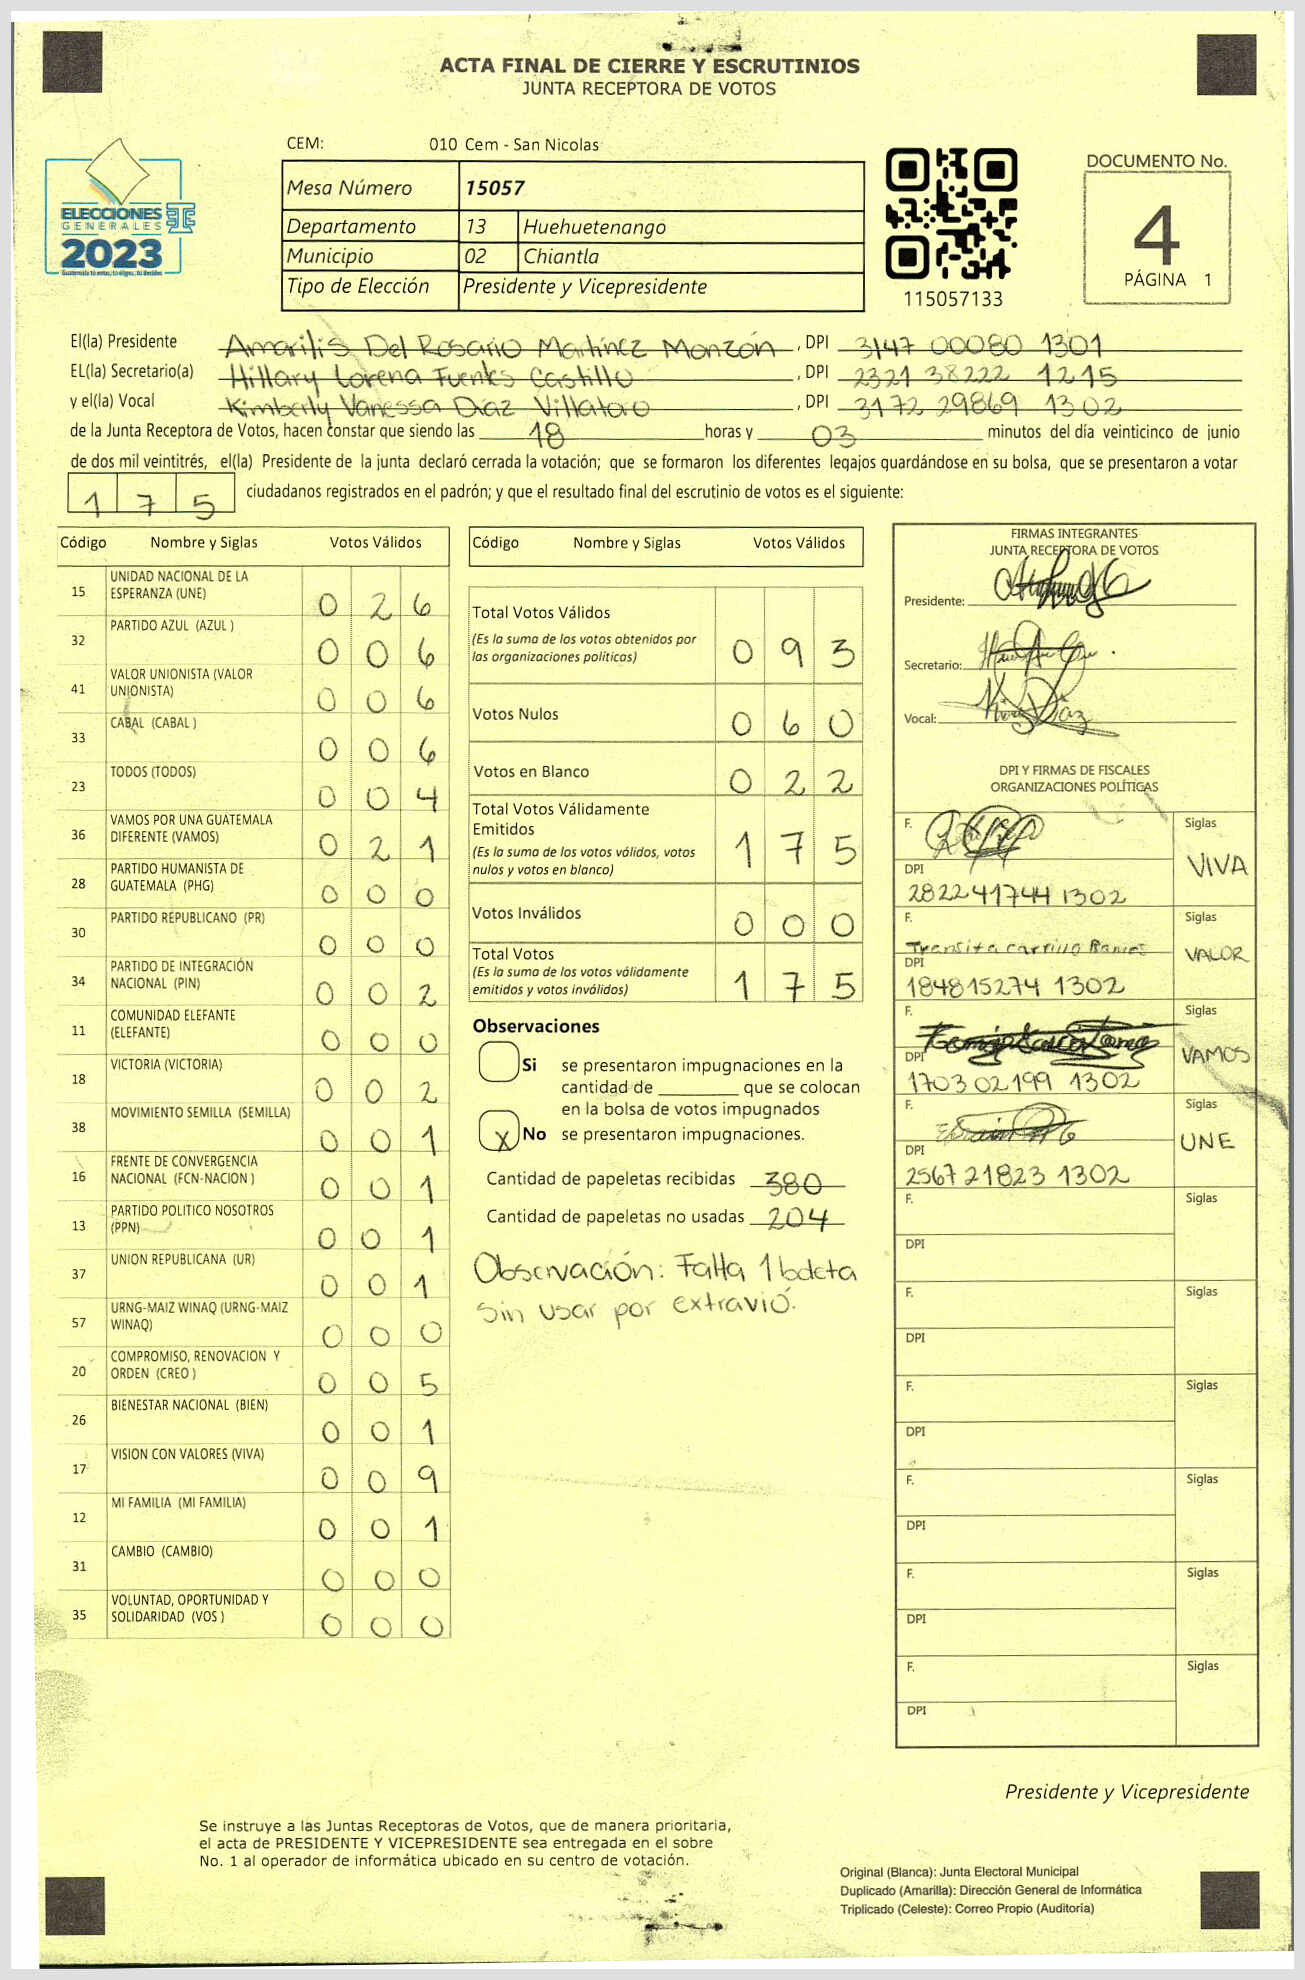 ACTA FINAL DE CIERRE Y ESCRUTINIOS
JUNTA RECEPTORA DE VOTOS
CEM: 010 Cem - San Nicolas
ELECCIONES
GENERALES
2023
Mesa Número 15057
Departamento 13 Huehuetenango
Municipio 02 Chiantla
Tipo de Elección Presidente y Vicepresidente
115057133
DOCUMENTO No.
4
PÁGINA 1
El(la) Presidente Amarilis Del Rosario Martínez Monzón, DPI 3147 00080 1301
EL(la) Secretario(a) Hillary Lorena Fuentes Castillo, DPI 2321 38222 1215
y el(la) Vocal Kimberly Vanessa Díaz Villatoro, DPI 3172 29869 1302
de la Junta Receptora de Votos, hacen constar que siendo las 18 horas y 03 minutos del día veinticinco de junio
de dos mil veintitrés, el(la) Presidente de la junta declaró cerrada la votación; que se formaron los diferentes legajos guardándose en su bolsa, que se presentaron a votar
175 ciudadanos registrados en el padrón; y que el resultado final del escrutinio de votos es el siguiente:
Código Nombre y Siglas Votos Válidos
15 UNIDAD NACIONAL DE LA ESPERANZA (UNE) 0 2 6
32 PARTIDO AZUL (AZUL ) 0 0 6
41 VALOR UNIONISTA (VALOR UNIONISTA) 0 0 6
33 CABAL (CABAL ) 0 0 6
23 TODOS (TODOS) 0 0 4
36 VAMOS POR UNA GUATEMALA DIFERENTE (VAMOS) 0 2 1
28 PARTIDO HUMANISTA DE GUATEMALA (PHG) 0 0 0
30 PARTIDO REPUBLICANO (PR) 0 0 0
34 PARTIDO DE INTEGRACIÓN NACIONAL (PIN) 0 0 2
11 COMUNIDAD ELEFANTE (ELEFANTE) 0 0 0
18 VICTORIA (VICTORIA) 0 0 2
38 MOVIMIENTO SEMILLA (SEMILLA) 0 0 1
16 FRENTE DE CONVERGENCIA NACIONAL (FCN-NACION ) 0 0 1
13 PARTIDO POLITICO NOSOTROS (PPN) 0 0 1
37 UNION REPUBLICANA (UR) 0 0 1
57 URNG-MAIZ WINAQ (URNG-MAIZ WINAQ) 0 0 0
20 COMPROMISO, RENOVACION Y ORDEN (CREO ) 0 0 5
26 BIENESTAR NACIONAL (BIEN) 0 0 1
17 VISION CON VALORES (VIVA) 0 0 9
12 MI FAMILIA (MI FAMILIA) 0 0 1
31 CAMBIO (CAMBIO) 0 0 0
35 VOLUNTAD, OPORTUNIDAD Y SOLIDARIDAD (VOS ) 0 0 0
Código Nombre y Siglas Votos Válidos
Total Votos Válidos 0 9 3
(Es la suma de los votos obtenidos por
las organizaciones políticas)
Votos Nulos 0 6 0
Votos en Blanco 0 2 2
Total Votos Válidamente
Emitidos 1 7 5
(Es la suma de los votos válidos, votos
nulos y votos en blanco)
Votos Inválidos 0 0 0
Total Votos 1 7 5
(Es la suma de los votos válidamente
emitidos y votos inválidos)
Observaciones
Si se presentaron impugnaciones en la
cantidad de ________ que se colocan
en la bolsa de votos impugnados
X No se presentaron impugnaciones.
Cantidad de papeletas recibidas 380
Cantidad de papeletas no usadas 204
Observación: Falta 1 boleta
sin usar por extravió.
FIRMAS INTEGRANTES
JUNTA RECEPTORA DE VOTOS
Presidente:
Secretario:
Vocal:
DPI Y FIRMAS DE FISCALES
ORGANIZACIONES POLÍTICAS
F. Siglas
VIVA
DPI
2822417441302
F. Siglas
Transita Carrillo Ramos VALOR
DPI
184815274 1302
F. Siglas
VAMOS
DPI
1703 02199 1302
F. Siglas
UNE
DPI
2567 21823 1302
F. Siglas
DPI
F. Siglas
DPI
F. Siglas
DPI
F. Siglas
DPI
F. Siglas
DPI
F. Siglas
DPI
Presidente y Vicepresidente
Se instruye a las Juntas Receptoras de Votos, que de manera prioritaria,
el acta de PRESIDENTE Y VICEPRESIDENTE sea entregada en el sobre
No. 1 al operador de informática ubicado en su centro de votación.
Original (Blanca): Junta Electoral Municipal
Duplicado (Amarilla): Dirección General de Informática
Triplicado (Celeste): Correo Propio (Auditoría)